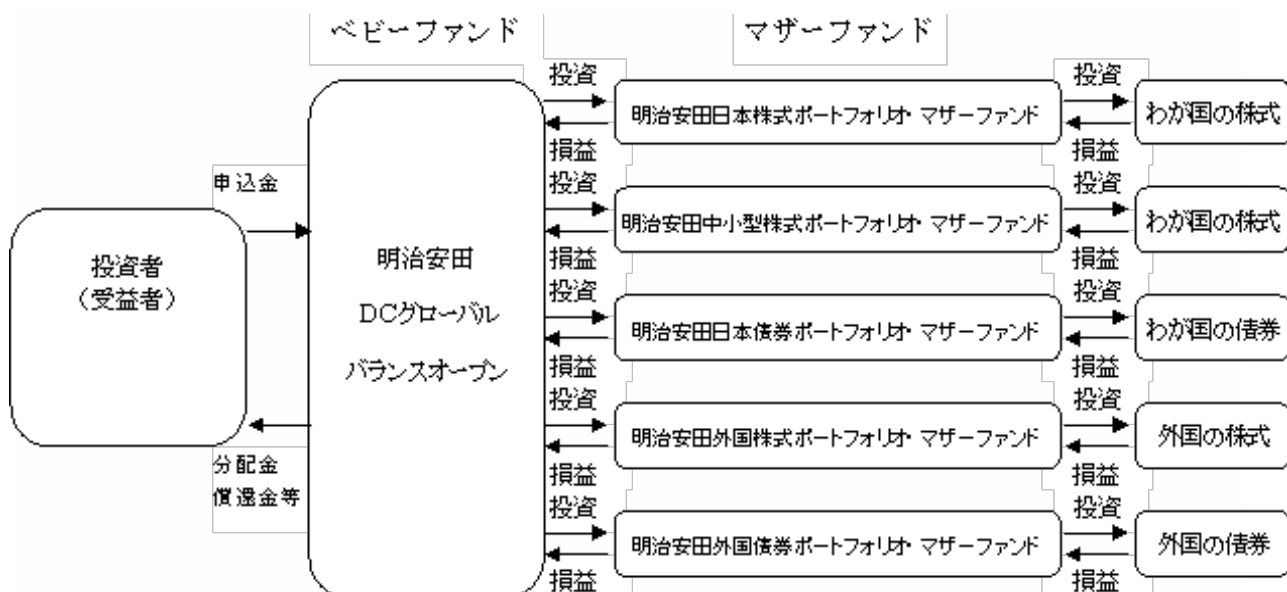 ベビーファンド
マザーファンド
投資者
（受益者）
申込金
分配金
償還金等
明治安田
DCグローバル
バランスオープン
投資
損益
明治安田日本株式ポートフォリオ・マザーファンド
投資
損益
わが国の株式
投資
損益
明治安田中小型株式ポートフォリオ・マザーファンド
投資
損益
わが国の株式
投資
損益
明治安田日本債券ポートフォリオ・マザーファンド
投資
損益
わが国の債券
投資
損益
明治安田外国株式ポートフォリオ・マザーファンド
投資
損益
外国の株式
投資
損益
明治安田外国債券ポートフォリオ・マザーファンド
投資
損益
外国の債券